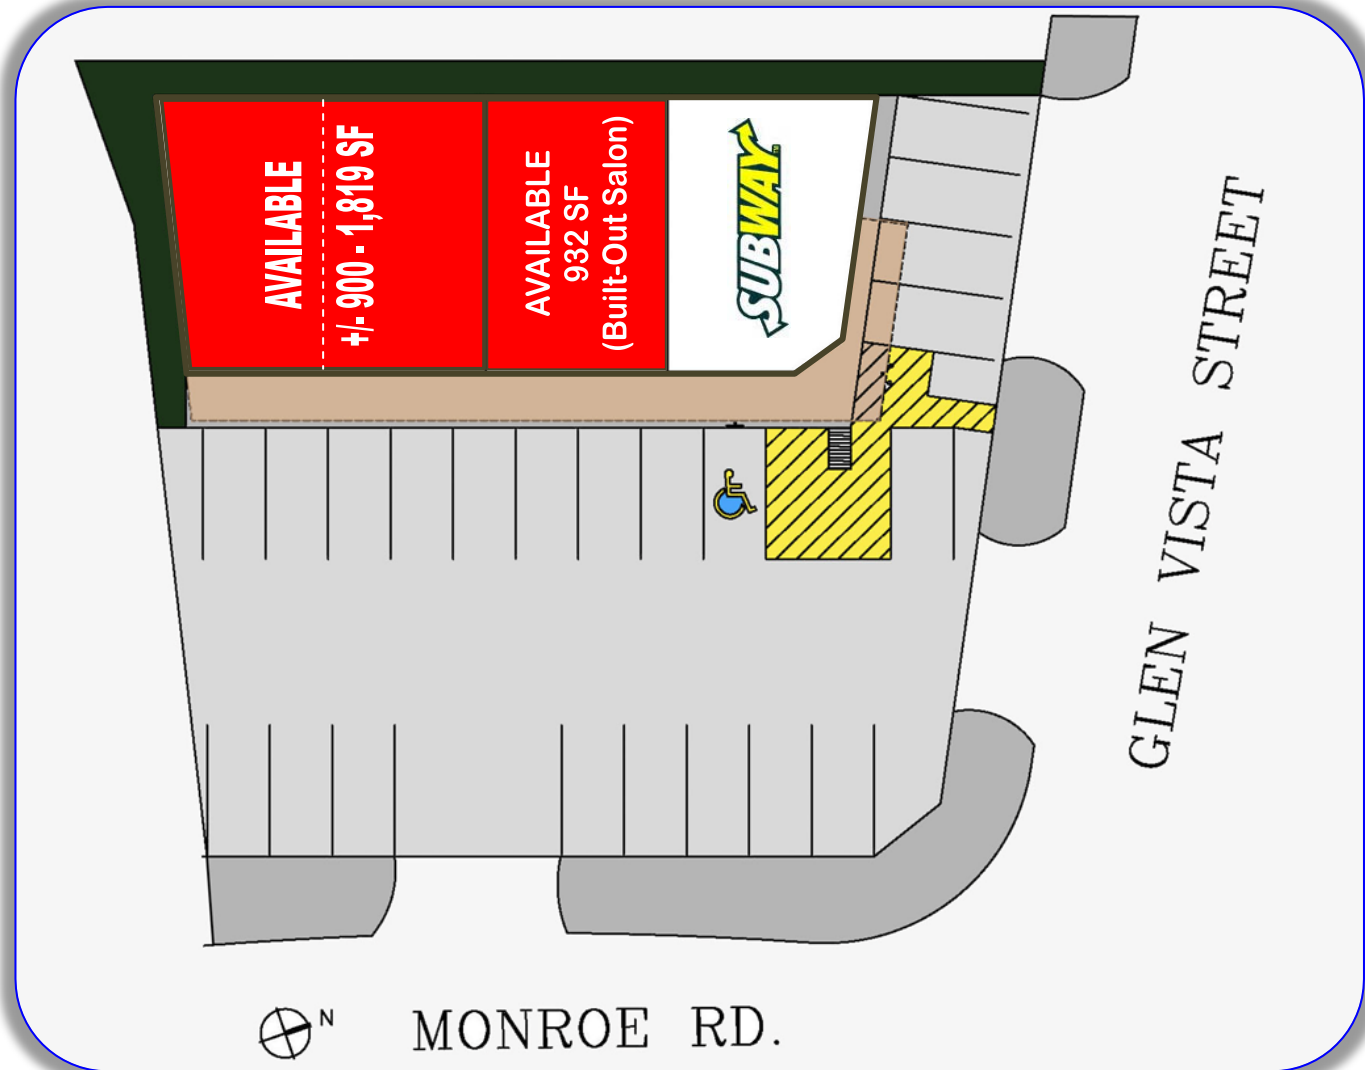 AVAILABLE
+/- 900 - 1,819 SF
AVAILABLE
932 SF
(Built-Out Salon)
SUBWAY
GLEN VISTA STREET
N
MONROE RD.